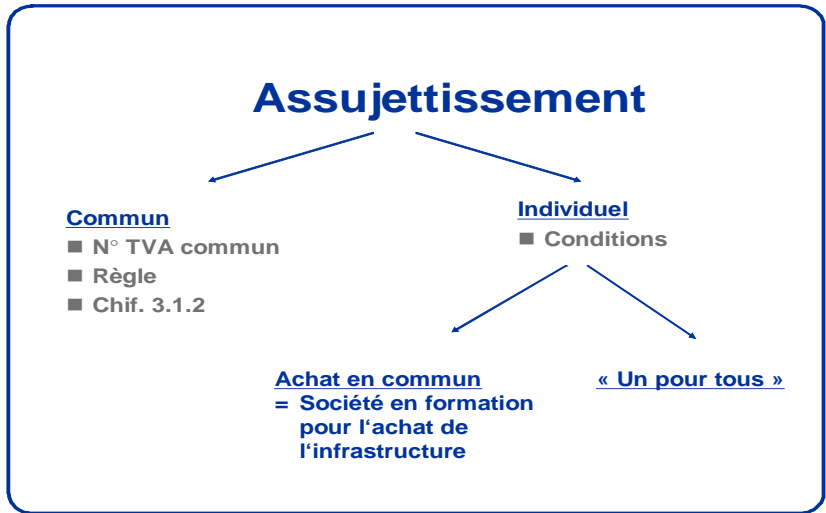 Assujettissement
Commun
■ N° TVA commun
■ Règle
■ Chif. 3.1.2
Individuel
■ Conditions
Achat en commun
= Société en formation
pour l‘achat de
l‘infrastructure
« Un pour tous »